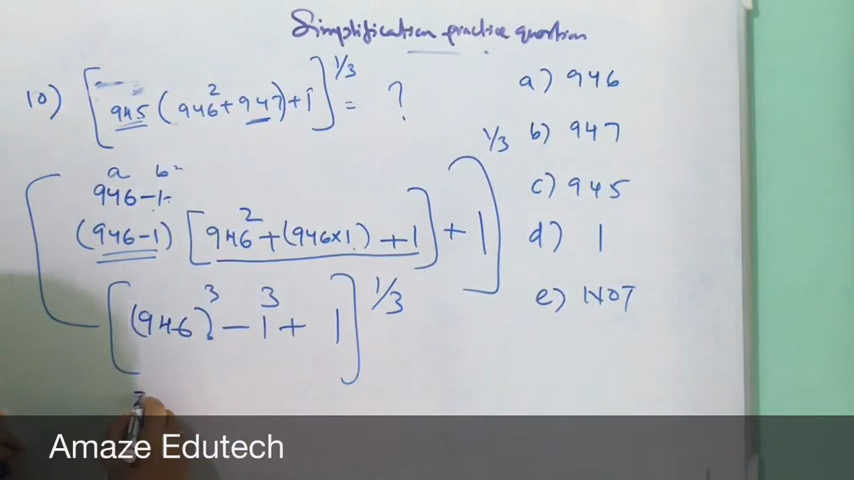 Simplification practice question
10) [945 (946² + 947) + 1]^1/3 = ?
a) 946
b) 947
c) 945
d) 1
e) NOT
a b=
946-1=
((946-1) [946² + (946×1) + 1] + 1)^1/3
[(946)³ - 1³ + 1]^1/3
Amaze Edutech